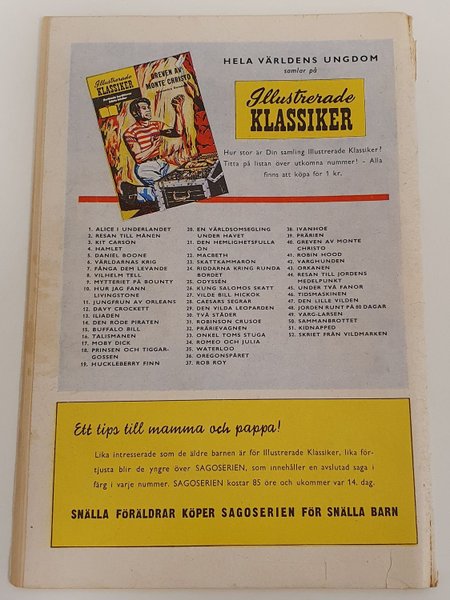 HELA VÄRLDENS UNGDOM
samlar på
Illustrerade
KLASSIKER
Illustrerade
KLASSIKER
GREVEN AV
MONTE CHRISTO
Hur stor är Din samling Illustrerade Klassiker?
Titta på listan över utkomna nummer! - Alla
finns att köpa för 1 kr.
1. ALICE I UNDERLANDET
2. RESAN TILL MÅNEN
3. KIT CARSON
4. HAMLET
5. DANIEL BOONE
6. VÄRLDARNAS KRIG
7. FÅNGA DEM LEVANDE
8. VILHELM TELL
9. MYTTERIET PÅ BOUNTY
10. HUR JAG FANN
LIVINGSTONE
11. JUNGFRUN AV ORLEANS
12. DAVY CROCKETT
13. ILIADEN
14. DEN RÖDE PIRATEN
15. BUFFALO BILL
16. TALISMANEN
17. MOBY DICK
18. PRINSEN OCH TIGGAR-
GOSSEN
19. HUCKLEBERRY FINN
20. EN VÄRLDSOMSEGLING
UNDER HAVET
21. DEN HEMLIGHETSFULLA
ÖN
22. MACBETH
23. SKATTKAMMARÖN
24. RIDDARNA KRING RUNDA
BORDET
25. ODYSSÉN
26. KUNG SALOMOS SKATT
27. VILDE BILL HICKOK
28. CAESARS SEGRAR
29. DEN VILDA LEOPARDEN
30. TVÅ STÄDER
31. ROBINSON CRUSOE
32. PRÄRIEVAGNEN
33. ONKEL TOMS STUGA
34. ROMEO OCH JULIA
35. WATERLOO
36. OREGONSPÅRET
37. ROB ROY
38. IVANHOE
39. PRÄRIEN
40. GREVEN AV MONTE
CHRISTO
41. ROBIN HOOD
42. VARGHUNDEN
43. ORKANEN
44. RESAN TILL JORDENS
MEDELPUNKT
45. UNDER TVÅ FANOR
46. TIDSMASKINEN
47. DEN LILLE VILDEN
48. JORDEN RUNT PÅ 80 DAGAR
49. VARG-LARSEN
50. SAMMANBROTTET
51. KIDNAPPED
52. SKRIET FRÅN VILDMARKEN
Ett tips till mamma och pappa!
Lika intresserade som de äldre barnen är för Illustrerade Klassiker, lika för-
tjusta blir de yngre över SAGOSERIEN, som innehåller en avslutad saga i
färg i varje nummer. SAGOSERIEN kostar 85 öre och ukommer var 14. dag.
SNÄLLA FÖRÄLDRAR KÖPER SAGOSERIEN FÖR SNÄLLA BARN